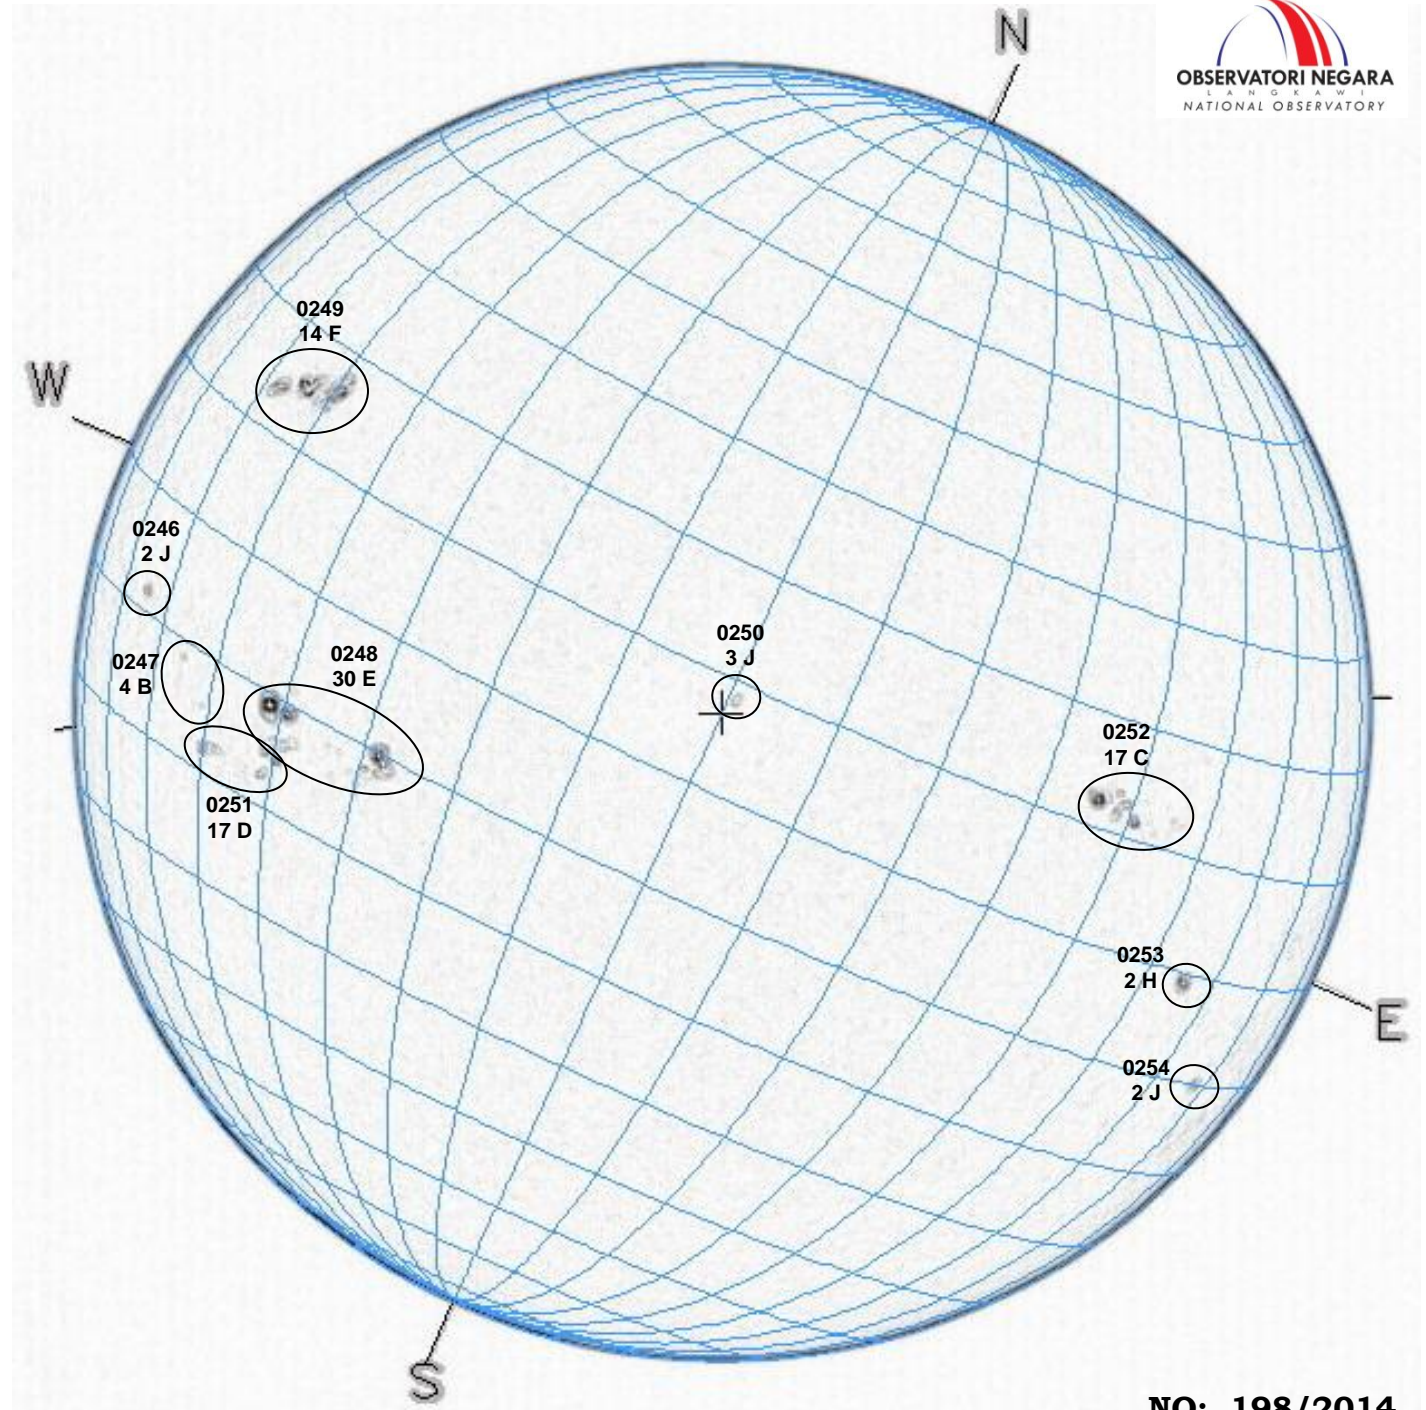 N
OBSERVATORI NEGARA
LANGKAWI
NATIONAL OBSERVATORY
0249
14 F
W
0246
2 J
0247
4 B
0248
30 E
0250
3 J
0252
17 C
0251
17 D
0253
2 H
E
0254
2 J
S
NO: 198/2014